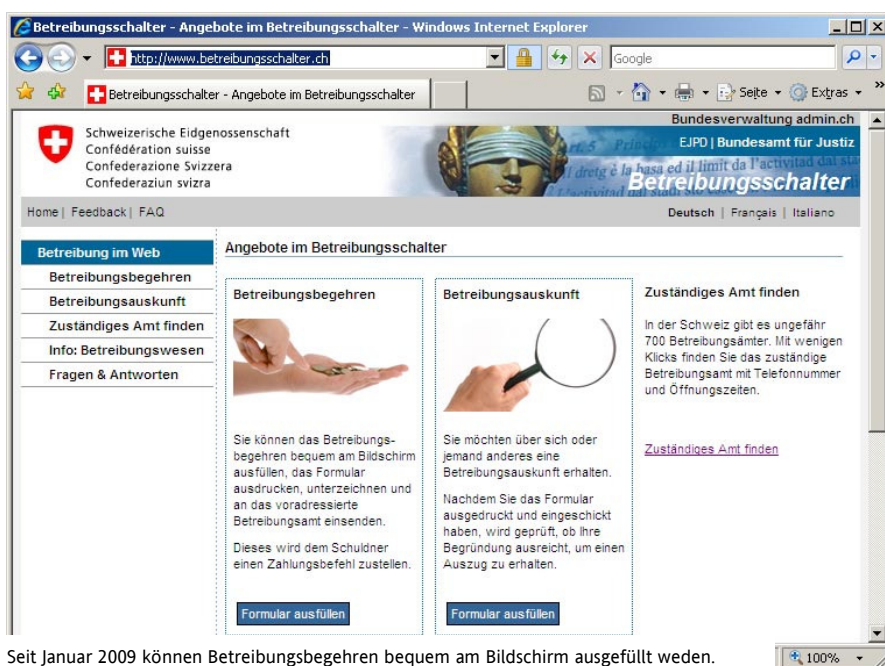 Betreibungsschalter - Angebote im Betreibungsschalter - Windows Internet Explorer
http://www.betreibungsschalter.ch
Google
Betreibungsschalter - Angebote im Betreibungsschalter
Seite
Extras
Bundesverwaltung admin.ch
Schweizerische Eidgenossenschaft
Confédération suisse
Confederazione Svizzera
Confederaziun svizra
EJPD | Bundesamt für Justiz
Betreibungsschalter
Home | Feedback | FAQ
Deutsch | Français | Italiano
Betreibung im Web
Betreibungsbegehren
Betreibungsauskunft
Zuständiges Amt finden
Info: Betreibungswesen
Fragen & Antworten
Angebote im Betreibungsschalter
Betreibungsbegehren
Sie können das Betreibungs-
begehren bequem am Bildschirm
ausfüllen, das Formular
ausdrucken, unterzeichnen und
an das voradressierte
Betreibungsamt einsenden.
Dieses wird dem Schuldner
einen Zahlungsbefehl zustellen.
Formular ausfüllen
Betreibungsauskunft
Sie möchten über sich oder
jemand anderes eine
Betreibungsauskunft erhalten.
Nachdem Sie das Formular
ausgedruckt und eingeschickt
haben, wird geprüft, ob Ihre
Begründung ausreicht, um einen
Auszug zu erhalten.
Formular ausfüllen
Zuständiges Amt finden
In der Schweiz gibt es ungefähr
700 Betreibungsämter. Mit wenigen
Klicks finden Sie das zuständige
Betreibungsamt mit Telefonnummer
und Öffnungszeiten.
Zuständiges Amt finden
Seit Januar 2009 können Betreibungsbegehren bequem am Bildschirm ausgefüllt weden.
100%